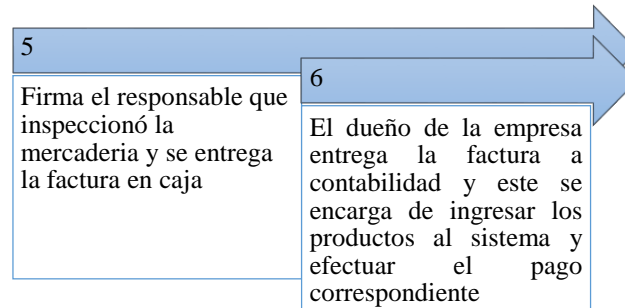 5
Firma el responsable que
inspeccionó la
mercaderia y se entrega
la factura en caja
6
El dueño de la empresa
entrega la factura a
contabilidad y este se
encarga de ingresar los
productos al sistema y
efectuar el pago
correspondiente